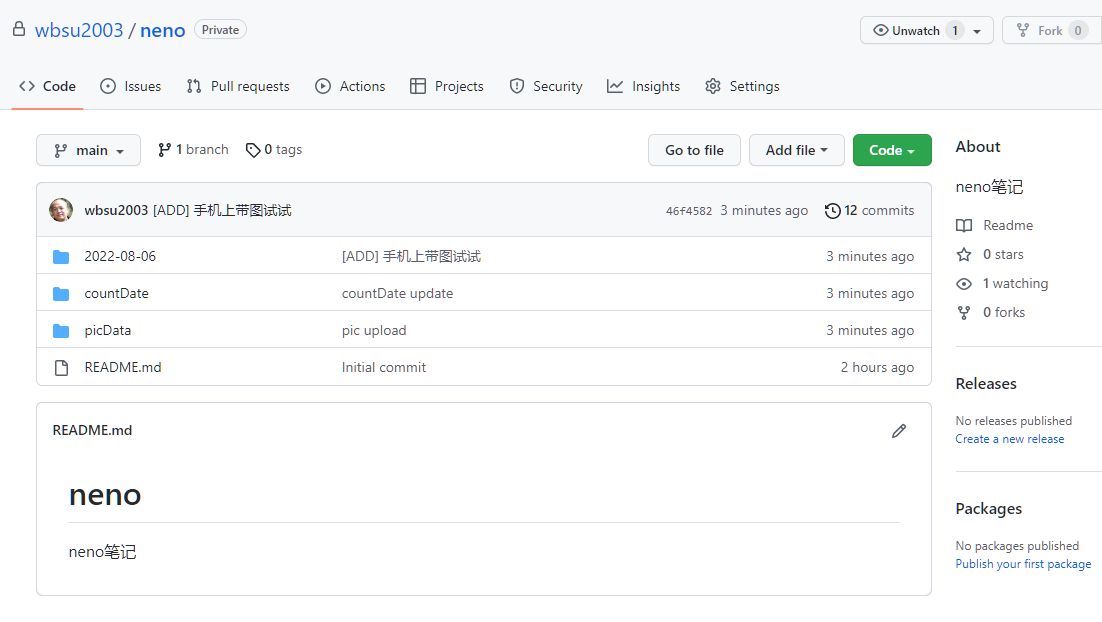 wbsu2003 / neno Private Unwatch 1 Fork 0
Code Issues Pull requests Actions Projects Security Insights Settings
main 1 branch 0 tags Go to file Add file Code
About
neno笔记
Readme
0 stars
1 watching
0 forks
wbsu2003 [ADD] 手机上带图试试 46f4582 3 minutes ago 12 commits
2022-08-06 [ADD] 手机上带图试试 3 minutes ago
countDate countDate update 3 minutes ago
picData pic upload 3 minutes ago
README.md Initial commit 2 hours ago
README.md
neno
neno笔记
Releases
No releases published
Create a new release
Packages
No packages published
Publish your first package